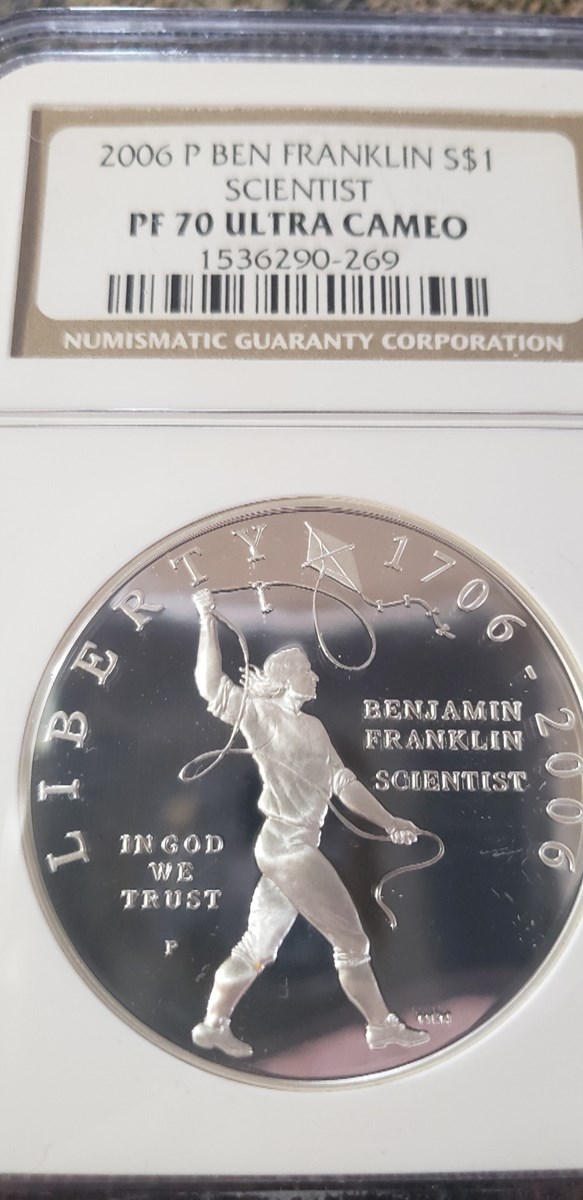 2006 P BEN FRANKLIN S$1
SCIENTIST
PF 70 ULTRA CAMEO
1536290-269
NUMISMATIC GUARANTY CORPORATION
LIBERTY 1706-2006
BENJAMIN
FRANKLIN
SCIENTIST
IN GOD
WE
TRUST
P